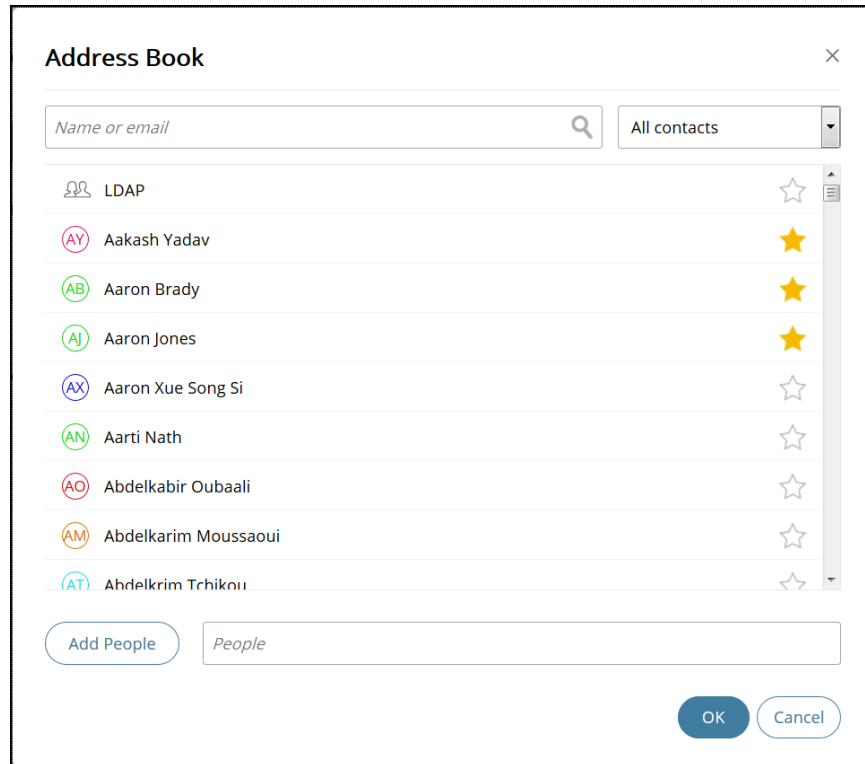 Address Book
Name or email
All contacts
LDAP
AY Aakash Yadav
AB Aaron Brady
AJ Aaron Jones
AX Aaron Xue Song Si
AN Aarti Nath
AO Abdelkabir Oubaali
AM Abdelkarim Moussaoui
AT Abdelkrim Tchikou
Add People
People
OK
Cancel